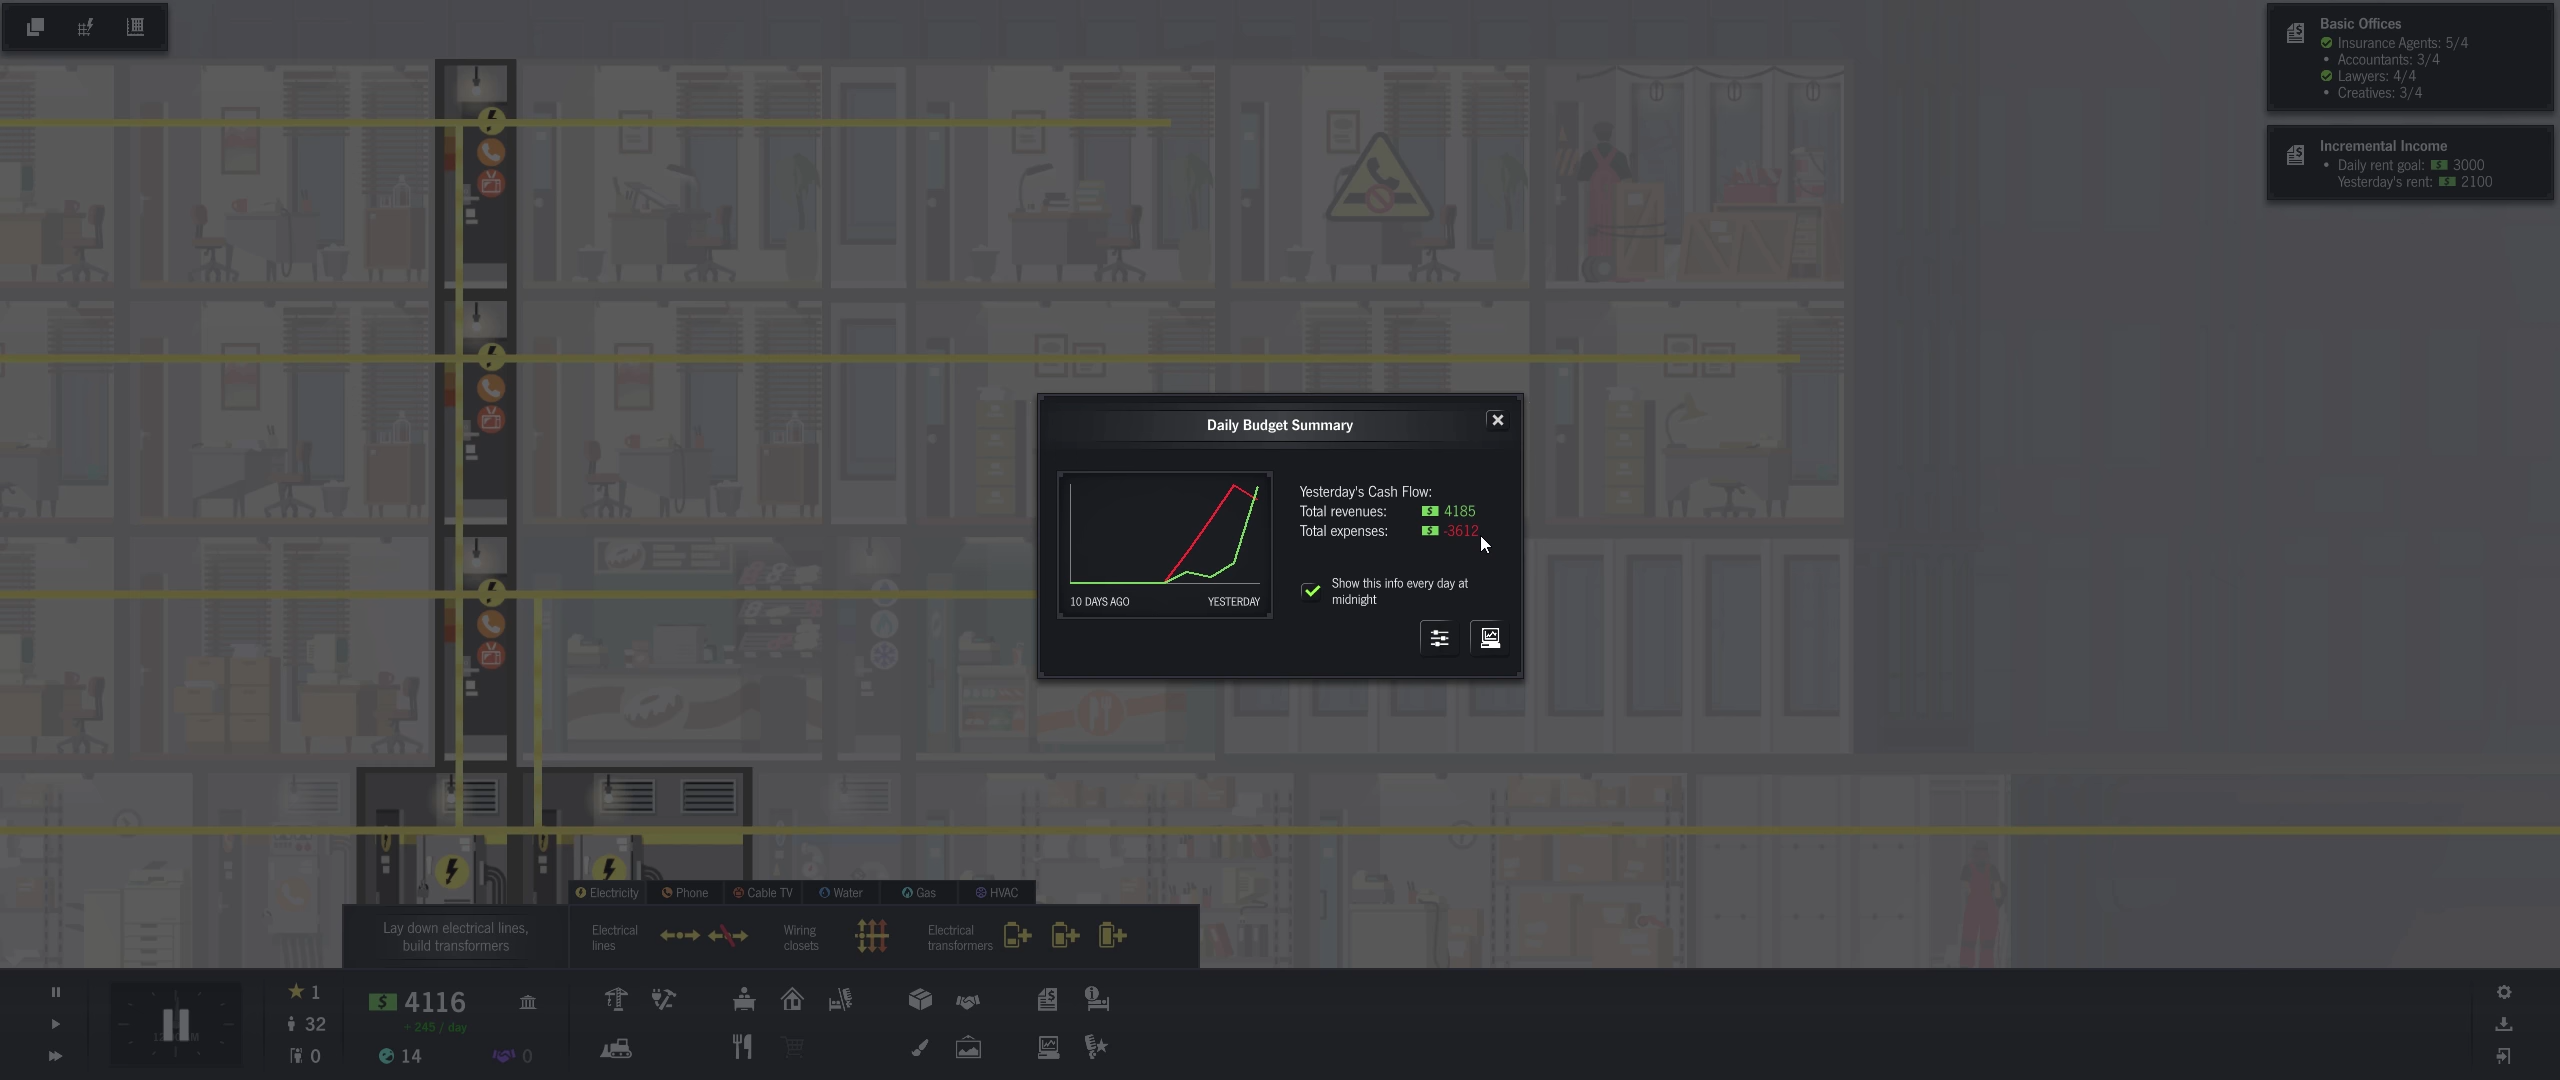 Basic Offices
Insurance Agents: 5/4
• Accountants: 3/4
Lawyers: 4/4
• Creatives: 3/4
Incremental Income
• Daily rent goal: $ 3000
Yesterday's rent: $ 2100
Daily Budget Summary
Yesterday's Cash Flow:
Total revenues: $ 4185
Total expenses: $ -3612
10 DAYS AGO YESTERDAY
Show this info every day at
midnight
Electricity Phone Cable TV Water Gas HVAC
Lay down electrical lines,
build transformers
Electrical
lines
Wiring
closets
Electrical
transformers
1
$ 4116
32
+ 245 / day
0
14
0